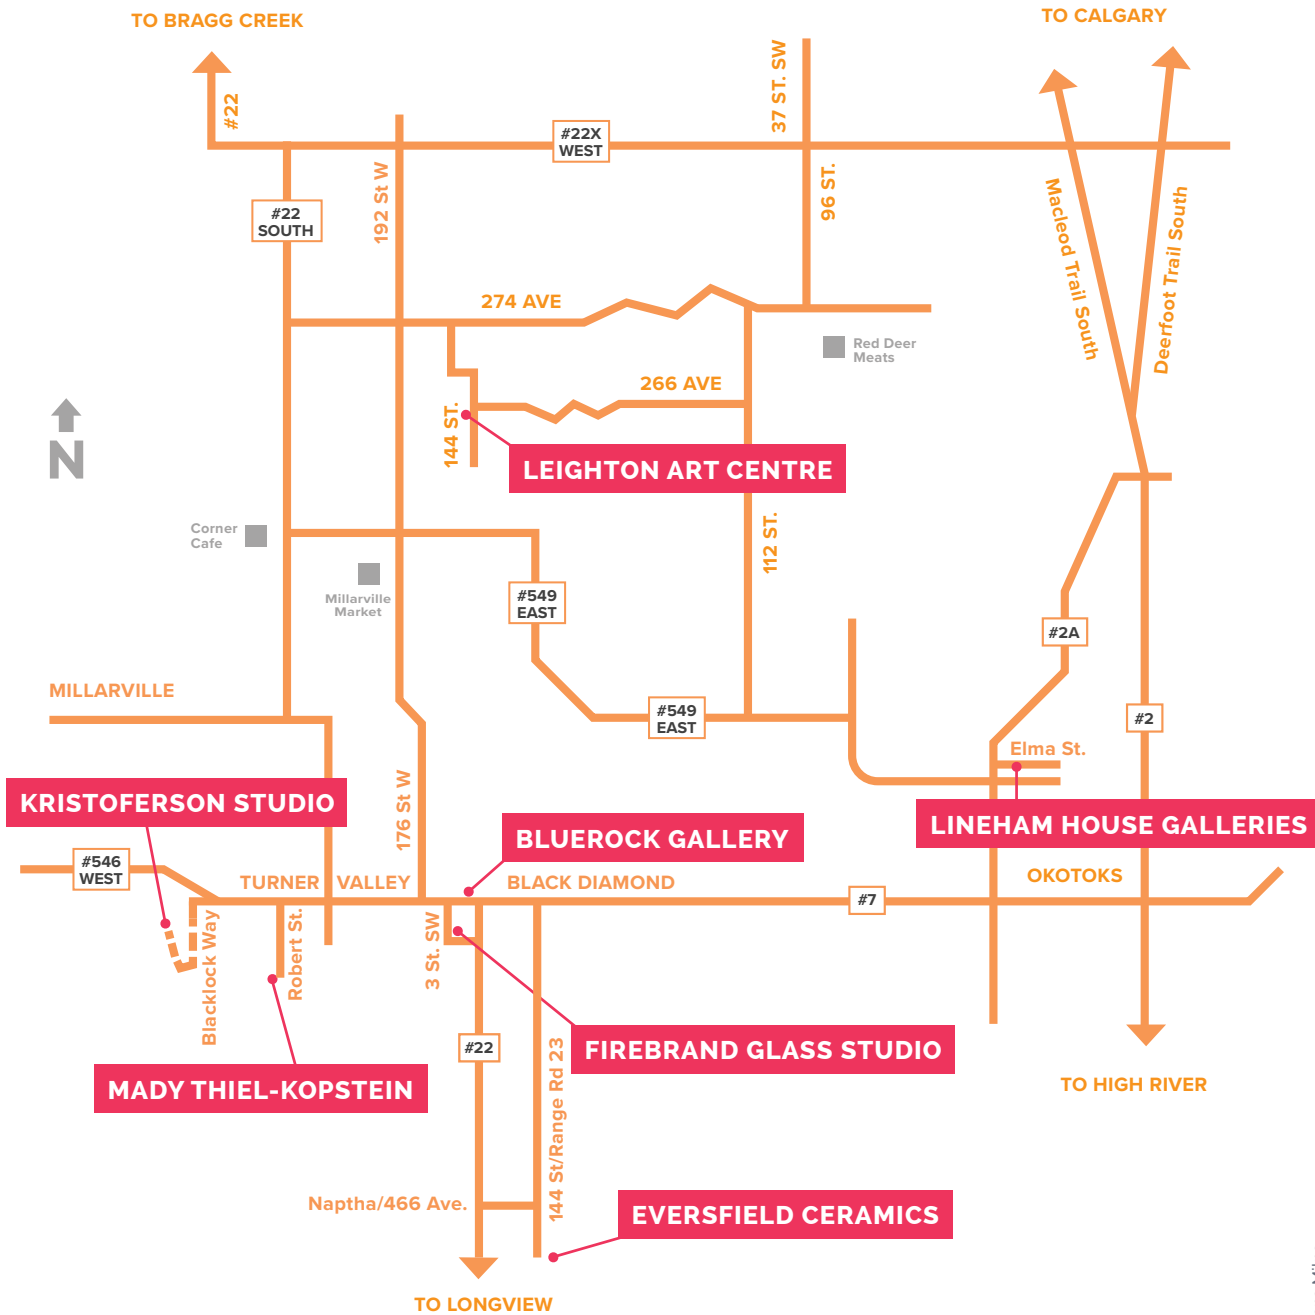 TO BRAGG CREEK
TO CALGARY
#22
37 ST. SW
#22X
WEST
192 St W
96 ST.
#22
SOUTH
Macleod Trail South
Deerfoot Trail South
274 AVE
Red Deer
Meats
266 AVE
144 ST.
N
LEIGHTON ART CENTRE
Corner
Cafe
112 ST.
Millarville
Market
#549
EAST
#2A
MILLARVILLE
#549
EAST
#2
Elma St.
KRISTOFERSON STUDIO
176 St W
BLUEROCK GALLERY
LINEHAM HOUSE GALLERIES
#546
WEST
TURNER VALLEY
BLACK DIAMOND
OKOTOKS
#7
Blacklock Way
Robert St.
3 St. SW
#22
FIREBRAND GLASS STUDIO
MADY THIEL-KOPSTEIN
144 St/Range Rd 23
TO HIGH RIVER
Naptha/466 Ave.
EVERSFIELD CERAMICS
TO LONGVIEW